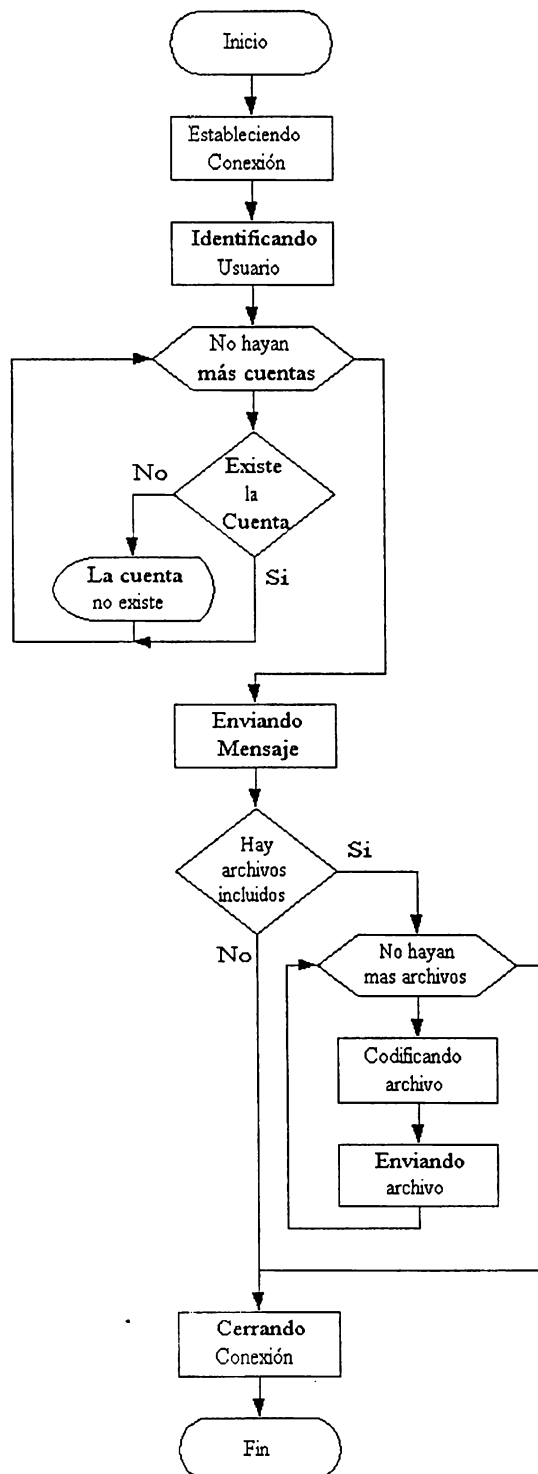 Inicio
Estableciendo
Conexión
Identificando
Usuario
No hayan
más cuentas
No
Existe
la
Cuenta
La cuenta
no existe
Si
Enviando
Mensaje
Hay
archivos
incluidos
Si
No
No hayan
mas archivos
Codificando
archivo
Enviando
archivo
Cerrando
Conexión
Fin